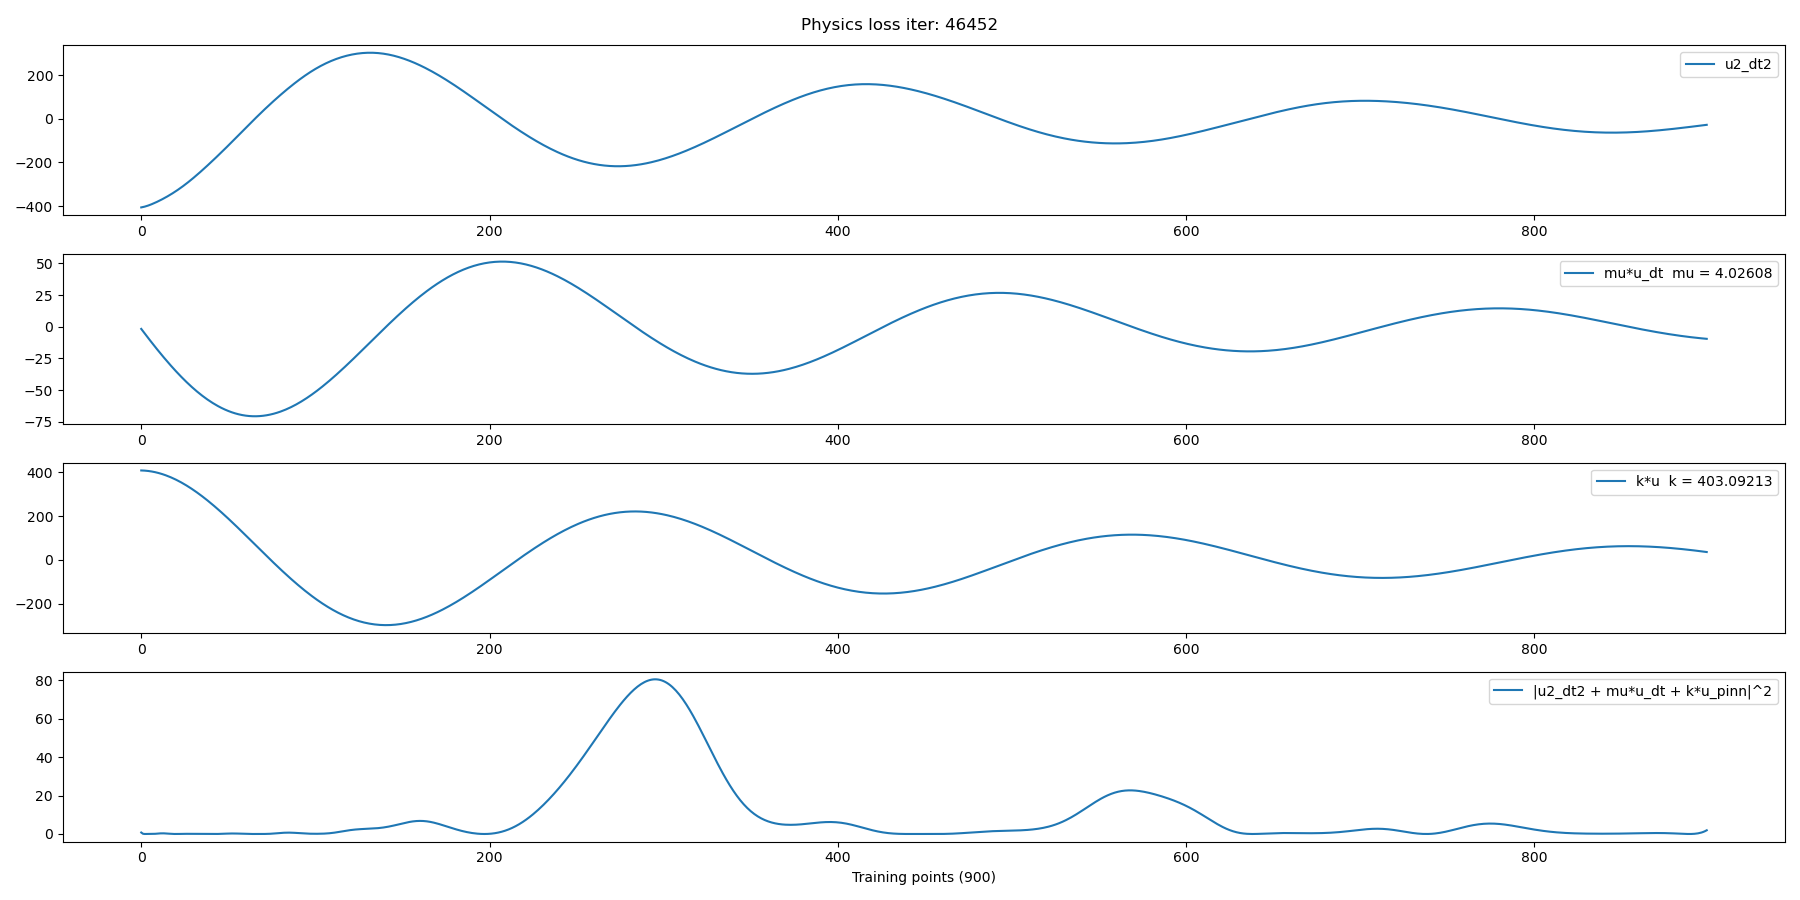 Physics loss iter: 46452
200
0
−200
−400
u2_dt2
0 200 400 600 800
50
25
0
−25
−50
−75
mu*u_dt mu = 4.02608
0 200 400 600 800
400
200
0
−200
k*u k = 403.09213
0 200 400 600 800
80
60
40
20
0
|u2_dt2 + mu*u_dt + k*u_pinn|^2
0 200 400 600 800
Training points (900)